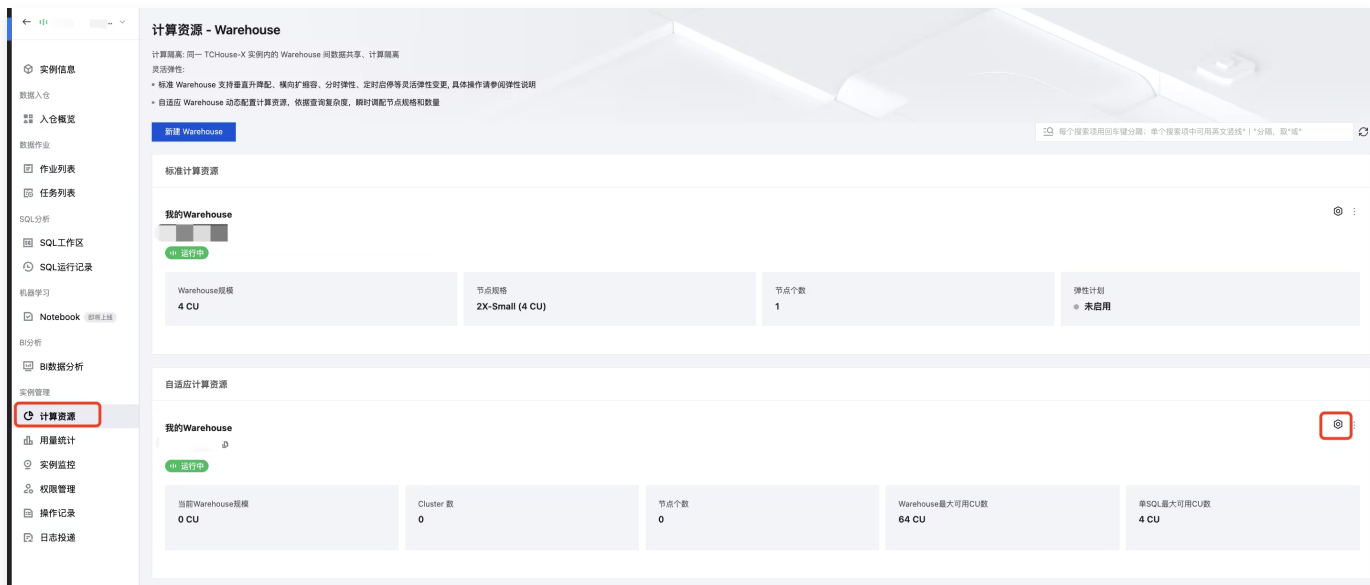 计算资源 - Warehouse
计算隔离: 同一 TCHouse-X 实例内的 Warehouse 间数据共享、计算隔离
灵活弹性:
• 标准 Warehouse 支持垂直升降配、横向扩缩容、分时弹性、定时启停等灵活弹性变更, 具体操作请参阅弹性说明
• 自适应 Warehouse 动态配置计算资源，依据查询复杂度，瞬时调配节点规格和数量
新建 Warehouse
每个搜索项用回车键分隔；单个搜索项中可用英文竖线"|"分隔，取"或"
实例信息
数据入仓
入仓概览
数据作业
作业列表
任务列表
SQL分析
SQL工作区
SQL运行记录
机器学习
Notebook 即将上线
BI分析
BI数据分析
实例管理
计算资源
用量统计
实例监控
权限管理
操作记录
日志投递
标准计算资源
我的Warehouse
运行中
Warehouse规模
4 CU
节点规格
2X-Small (4 CU)
节点个数
1
弹性计划
未启用
自适应计算资源
我的Warehouse
运行中
当前Warehouse规模
0 CU
Cluster 数
0
节点个数
0
Warehouse最大可用CU数
64 CU
单SQL最大可用CU数
4 CU